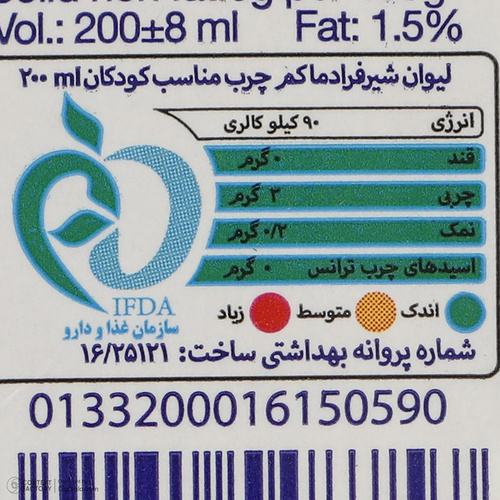 Vol.: 200±8 ml Fat: 1.5%
لیوان شیر فرادما کم چرب مناسب کودکان ۲۰۰ ml
انرژی ۹۰ کیلو کالری
قند ۰ گرم
چربی ۳ گرم
نمک ۰/۲ گرم
اسیدهای چرب ترانس ۰ گرم
اندک متوسط زیاد
IFDA
سازمان غذا و دارو
شماره پروانه بهداشتی ساخت: ۱۶/۲۵۱۲۱
0133200016150590